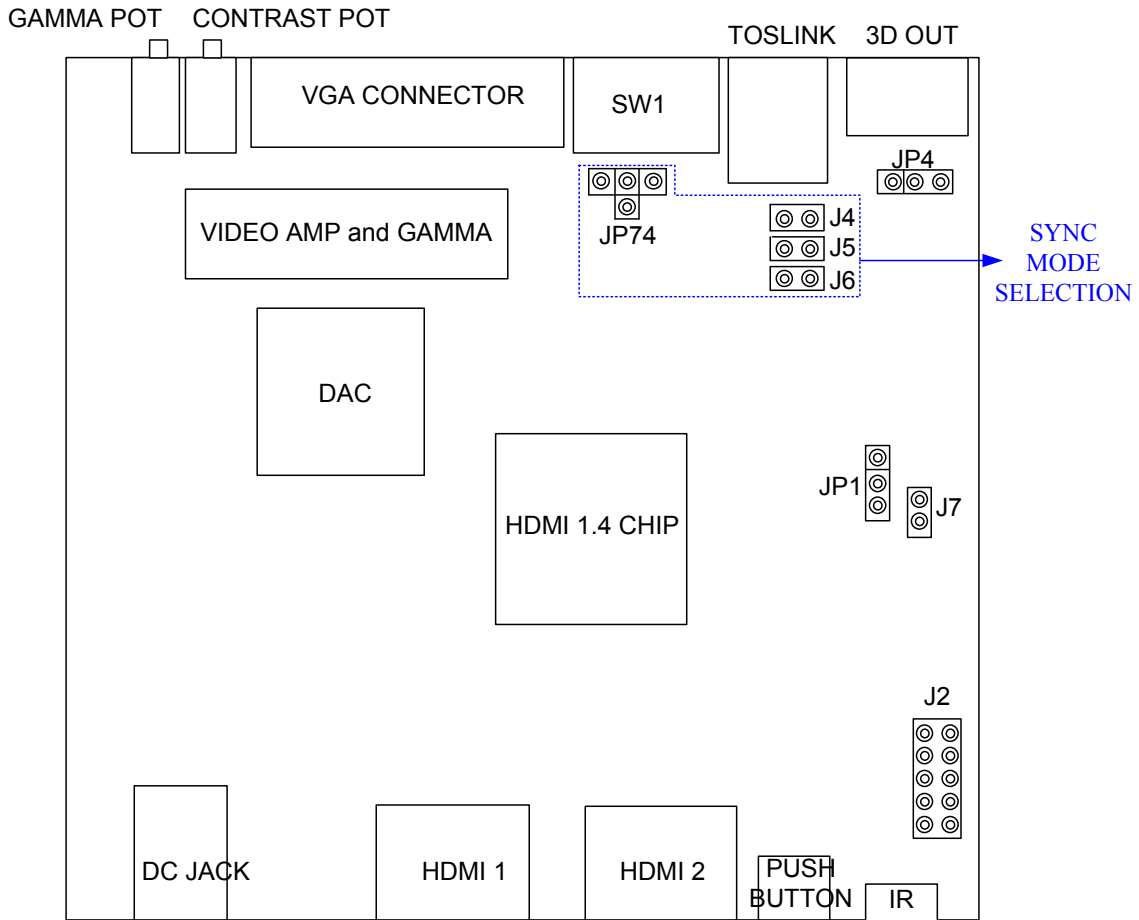 GAMMA POT
CONTRAST POT
TOSLINK
3D OUT
VGA CONNECTOR
SW1
JP4
VIDEO AMP and GAMMA
JP74
J4
J5
J6
SYNC
MODE
SELECTION
DAC
HDMI 1.4 CHIP
JP1
J7
J2
DC JACK
HDMI 1
HDMI 2
PUSH
BUTTON
IR